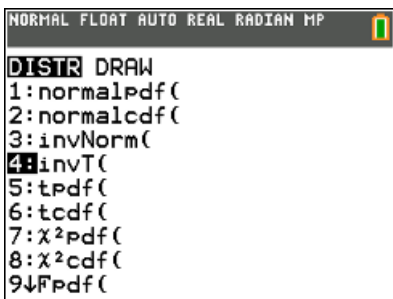 NORMAL FLOAT AUTO REAL RADIAN MP
DISTR DRAW
1:normalpdf(
2:normalcdf(
3:invNorm(
4:invT(
5:tpdf(
6:tcdf(
7:χ²pdf(
8:χ²cdf(
9↓Fpdf(